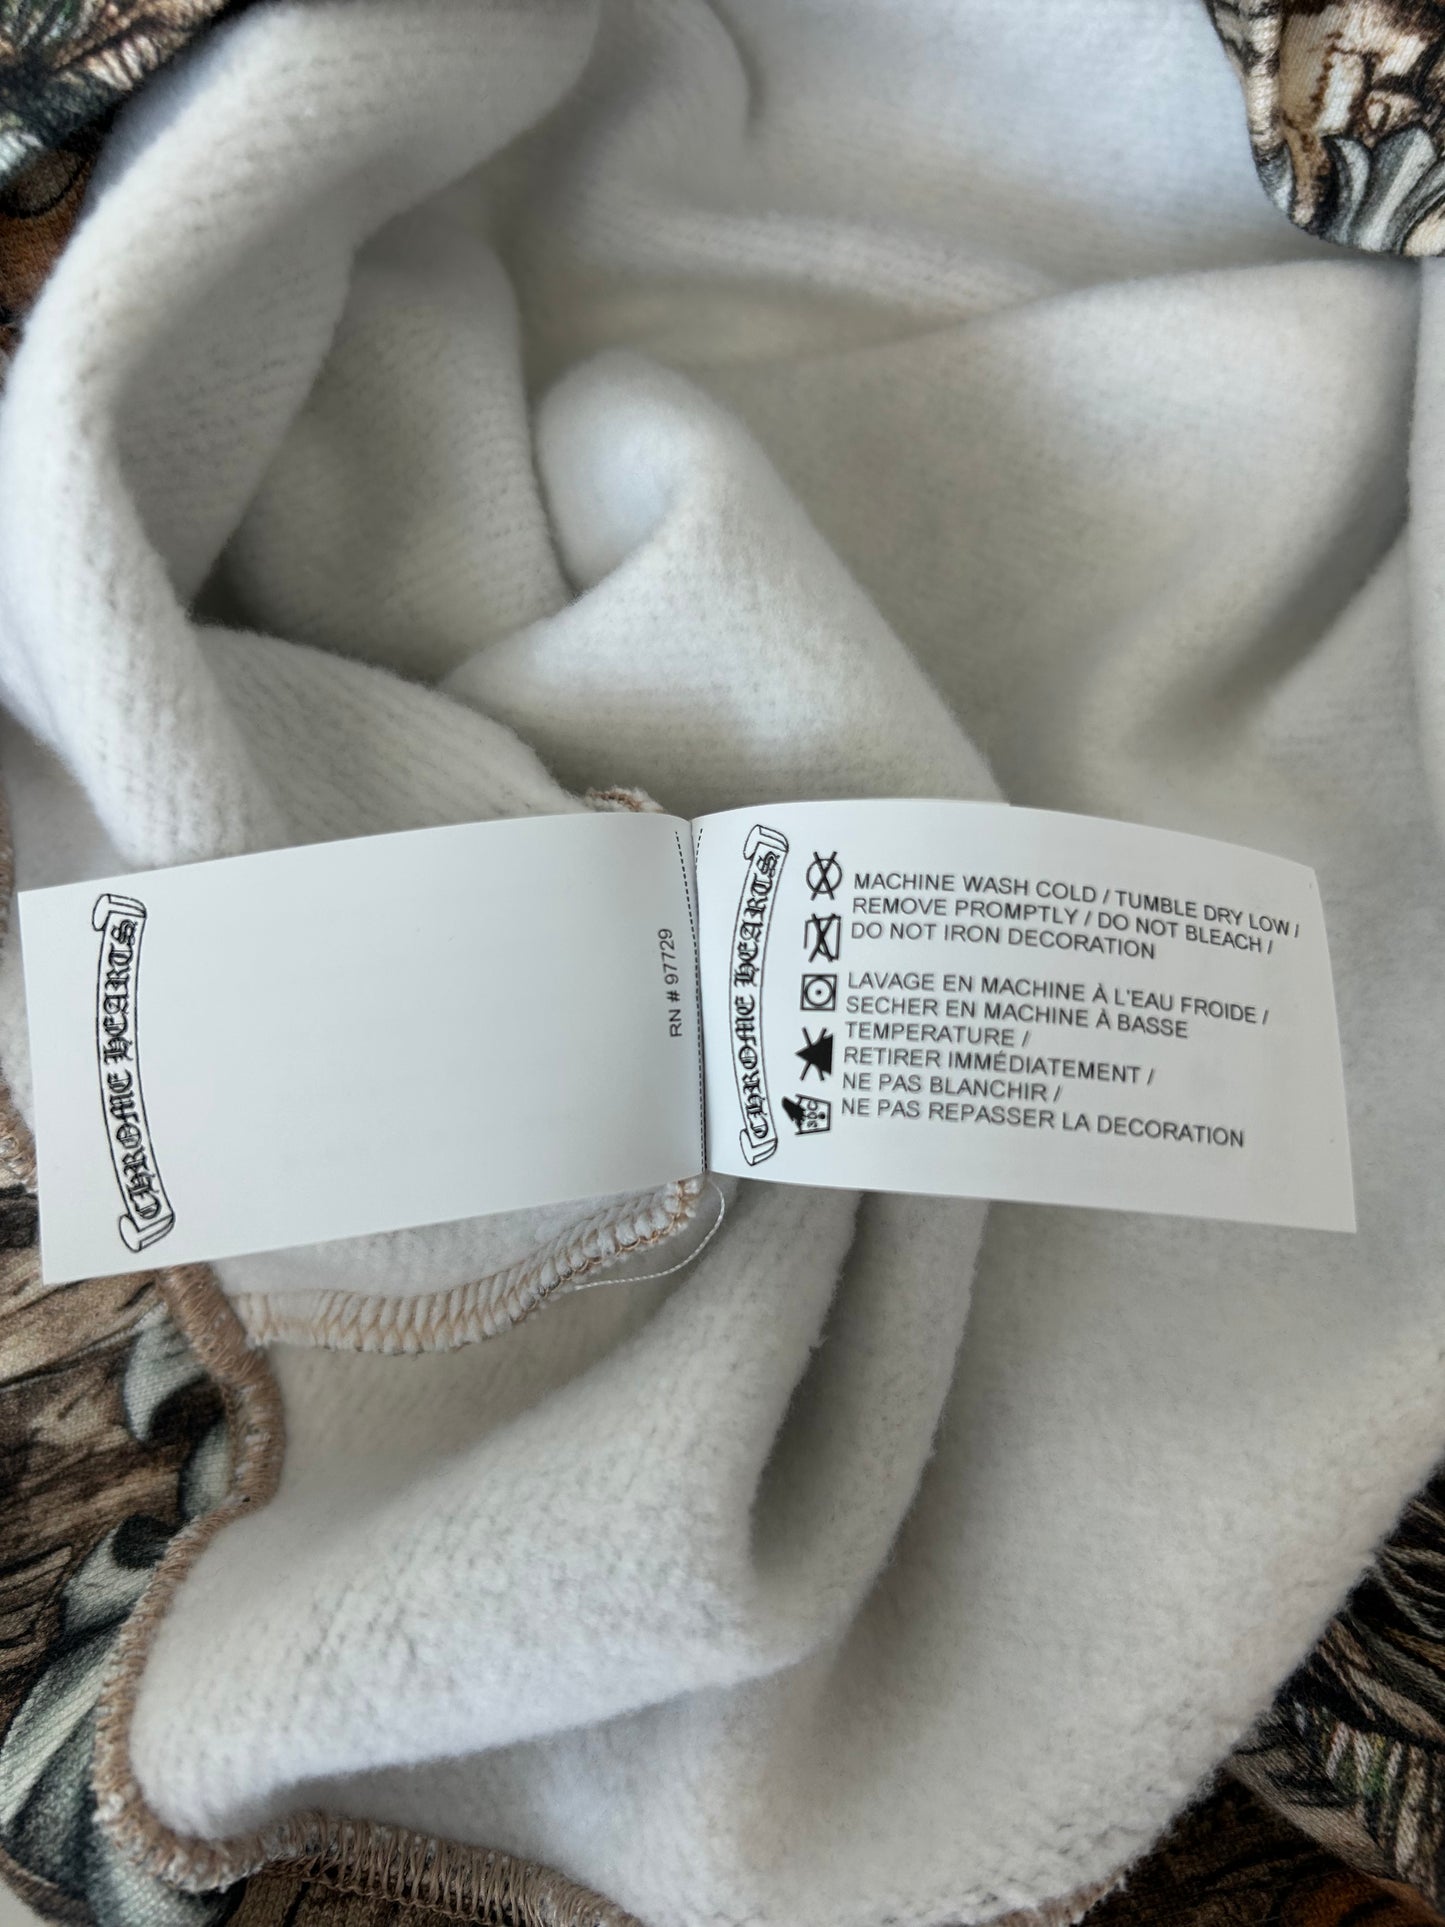 CHROME HEARTS
RN # 97729
CHROME HEARTS
MACHINE WASH COLD / TUMBLE DRY LOW /
REMOVE PROMPTLY / DO NOT BLEACH /
DO NOT IRON DECORATION
LAVAGE EN MACHINE À L'EAU FROIDE /
SECHER EN MACHINE À BASSE
TEMPERATURE /
RETIRER IMMÉDIATEMENT /
NE PAS BLANCHIR /
NE PAS REPASSER LA DECORATION
30C